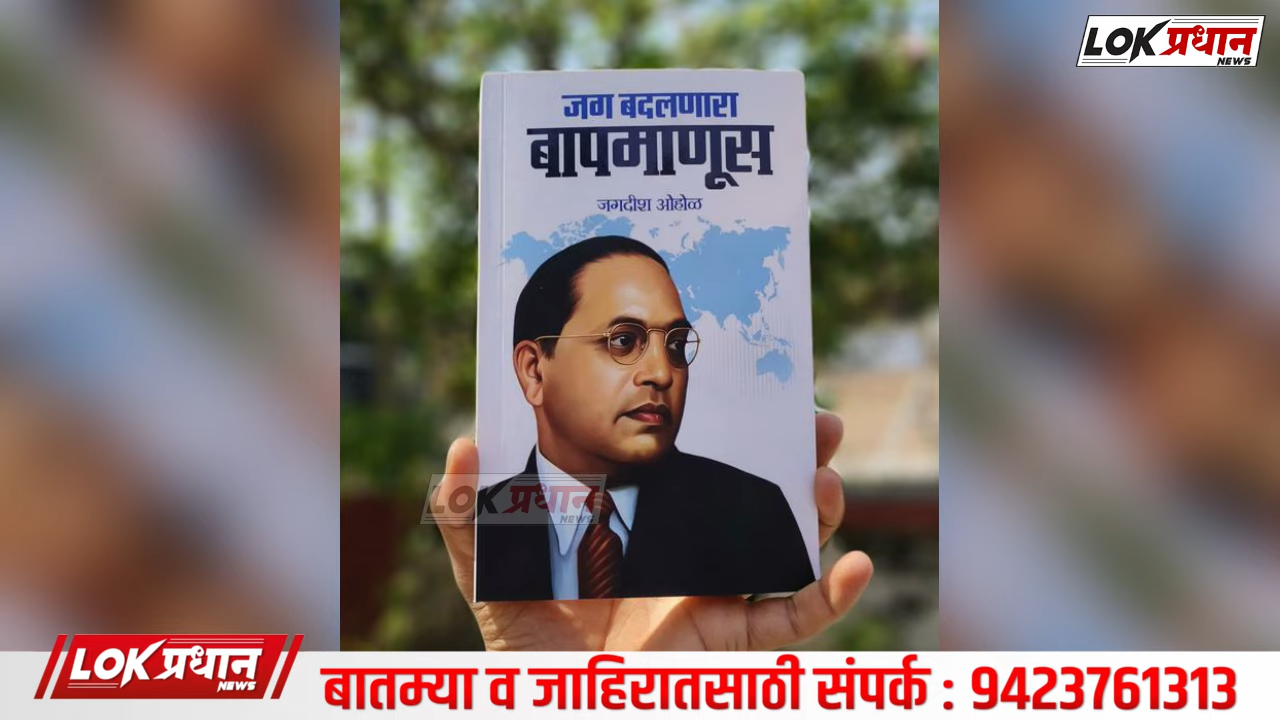 LOK प्रधान
NEWS
जग बदलणारा
बापमाणूस
जगदीश ओहोळ
LOK प्रधान
NEWS
LOK प्रधान
NEWS
बातम्या व जाहिरातसाठी संपर्क : 9423761313